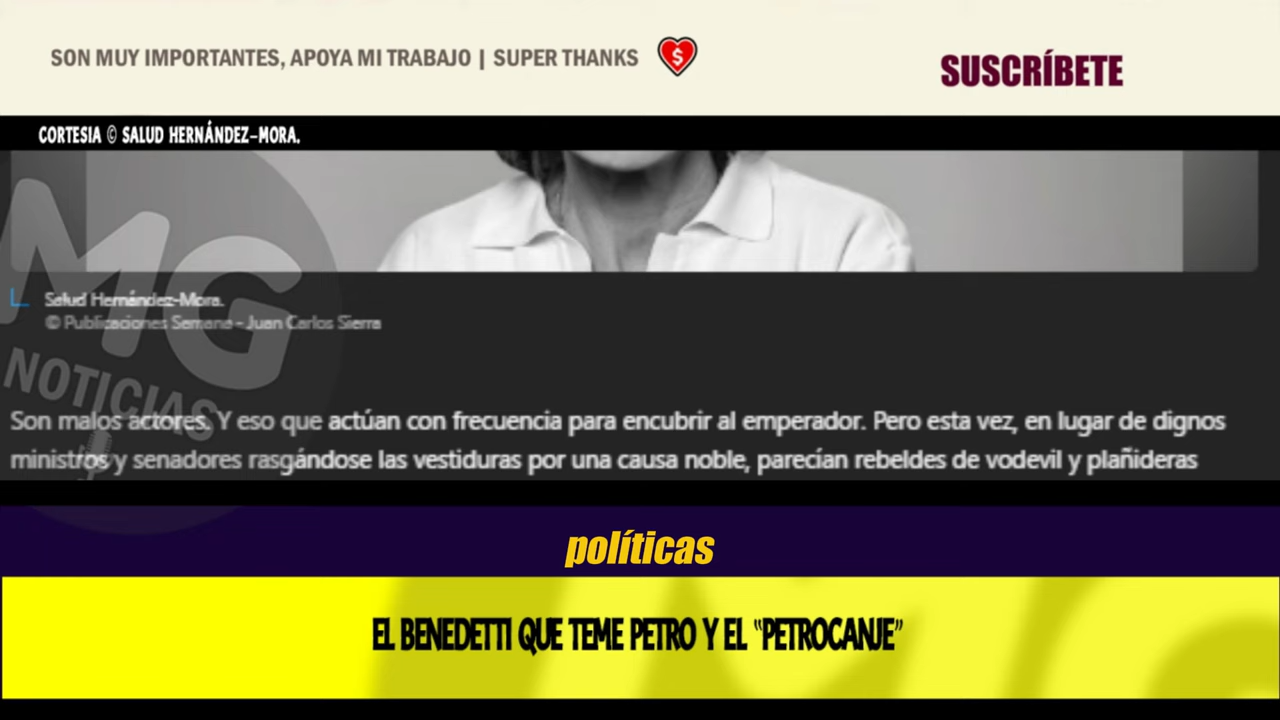 SON MUY IMPORTANTES, APOYA MI TRABAJO | SUPER THANKS $
SUSCRÍBETE
CORTESIA © SALUD HERNÁNDEZ-MORA.
MG
NOTICIAS
Salud Hernández-Mora.
© Publicaciones Semana - Juan Carlos Sierra
Son malos actores. Y eso que actúan con frecuencia para encubrir al emperador. Pero esta vez, en lugar de dignos
ministros y senadores rasgándose las vestiduras por una causa noble, parecían rebeldes de vodevil y plañideras
políticas
EL BENEDETTI QUE TEME PETRO Y EL “PETROCANJE”